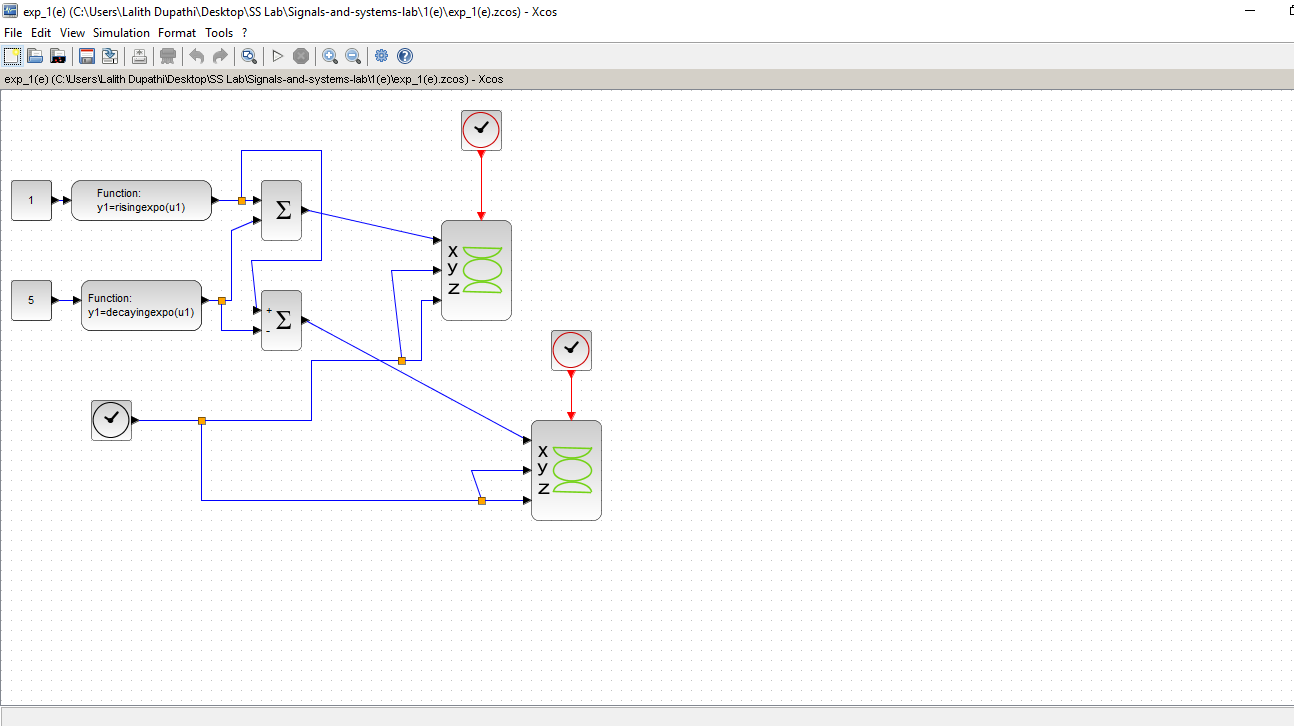 exp_1(e) (C:\Users\Lalith Dupathi\Desktop\SS Lab\Signals-and-systems-lab\1(e)\exp_1(e).zcos) - Xcos
File Edit View Simulation Format Tools ?
exp_1(e) (C:\Users\Lalith Dupathi\Desktop\SS Lab\Signals-and-systems-lab\1(e)\exp_1(e).zcos) - Xcos
1
Function:
y1=risingexpo(u1)
Σ
x
y
z
5
Function:
y1=decayingexpo(u1)
+
-
Σ
x
y
z